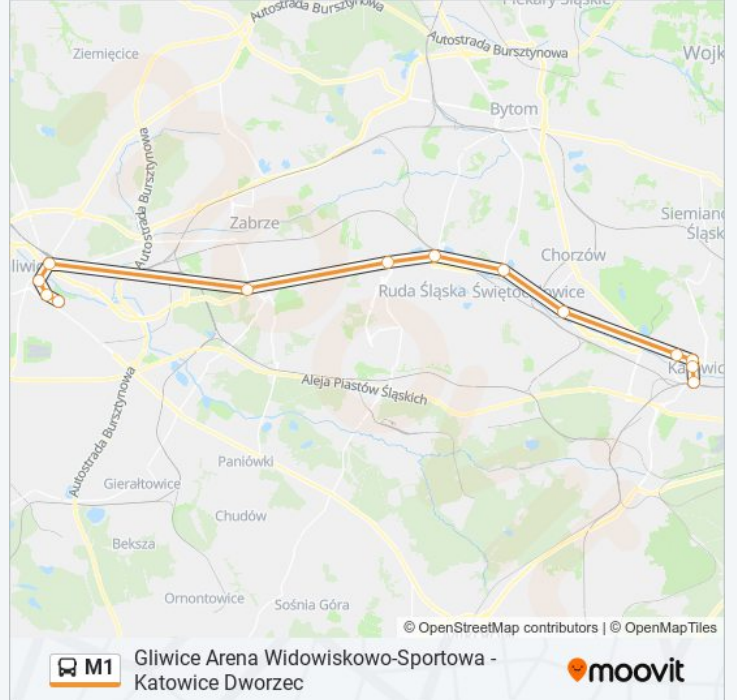 Autostrada Bursztynowa
Piekary Śląskie
Autostrada Bursztynowa
Ziemięcice
Wojk
Bytom
Autostrada Bursztynowa
Siemiano
Śląsk
Zabrze
Chorzów
liwice
Ruda Śląska
Świętochłowice
Katowic
Aleja Piastów Śląskich
Autostrada Bursztynowa
Paniówki
Gierałtowice
Chudów
Beksza
Ornontowice
Sośnia Góra
© OpenStreetMap contributors | © OpenMapTiles
M1
Gliwice Arena Widowiskowo-Sportowa -
Katowice Dworzec
moovit